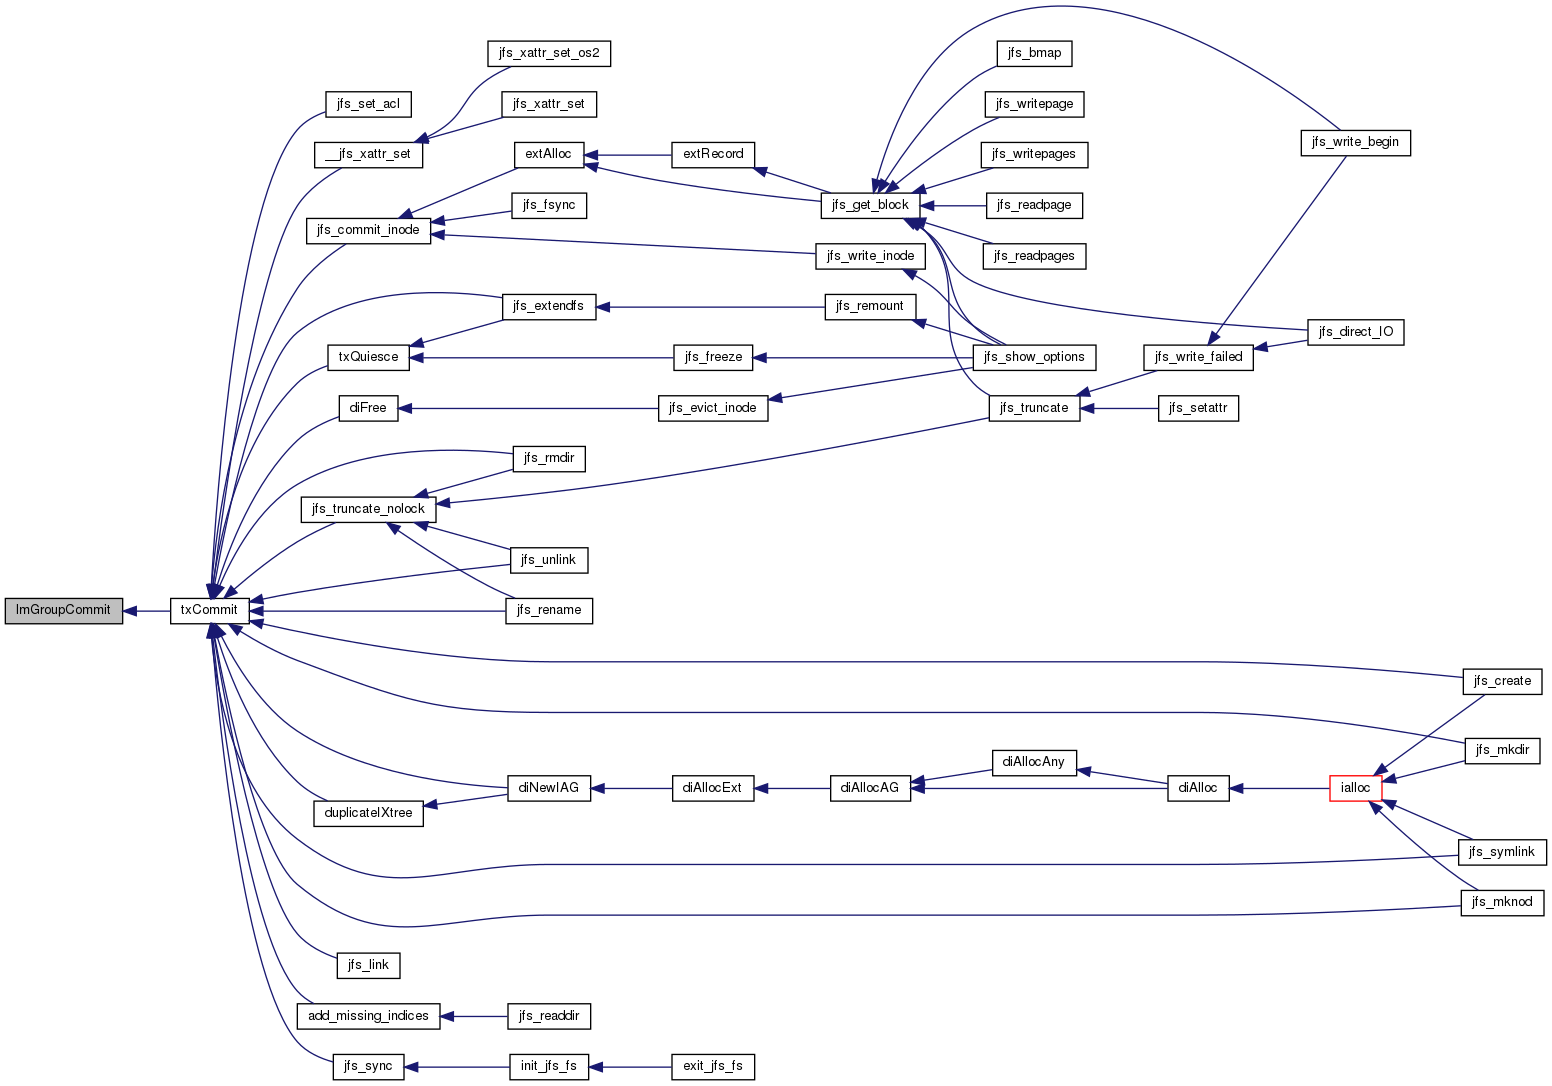 jfs_xattr_set_os2
jfs_bmap
jfs_set_acl
jfs_xattr_set
jfs_writepage
jfs_write_begin
__jfs_xattr_set
extAlloc
extRecord
jfs_writepages
jfs_fsync
jfs_get_block
jfs_readpage
jfs_commit_inode
jfs_write_inode
jfs_readpages
jfs_extendfs
jfs_remount
jfs_direct_IO
txQuiesce
jfs_freeze
jfs_show_options
jfs_write_failed
diFree
jfs_evict_inode
jfs_truncate
jfs_setattr
jfs_rmdir
jfs_truncate_nolock
jfs_unlink
lmGroupCommit
txCommit
jfs_rename
jfs_create
jfs_mkdir
diAllocAny
diNewIAG
diAllocExt
diAllocAG
diAlloc
ialloc
duplicateIXtree
jfs_symlink
jfs_mknod
jfs_link
add_missing_indices
jfs_readdir
jfs_sync
init_jfs_fs
exit_jfs_fs